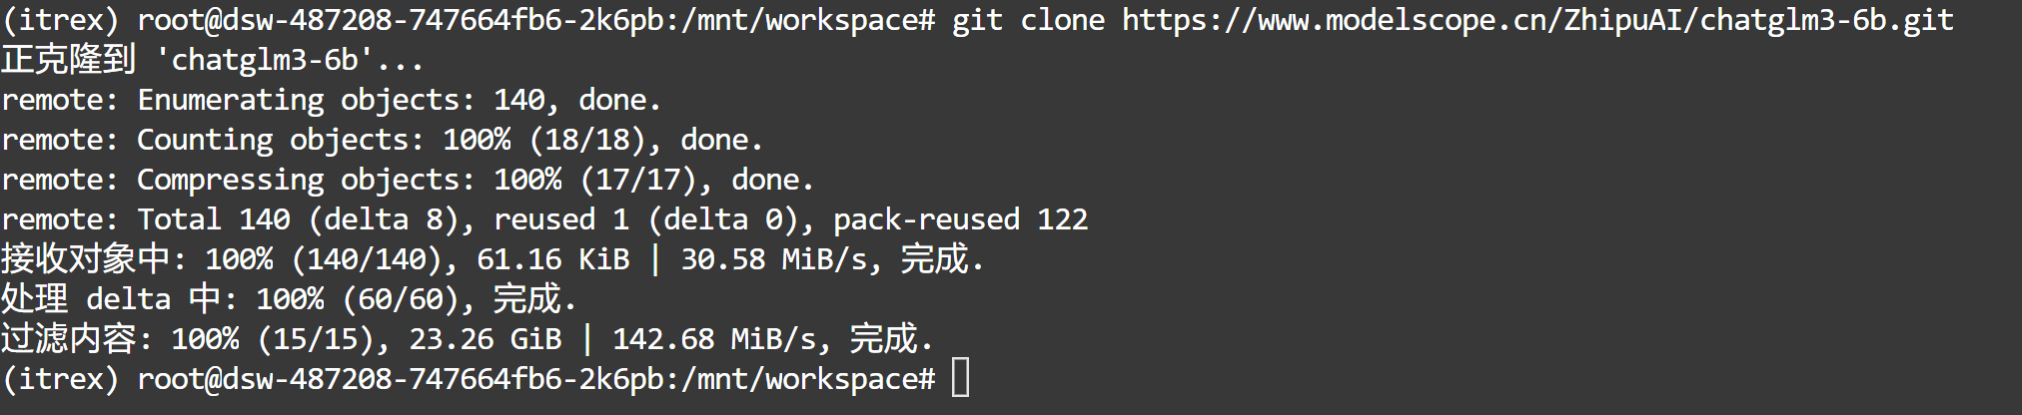 (itrex) root@dsw-487208-747664fb6-2k6pb:/mnt/workspace# git clone https://www.modelscope.cn/ZhipuAI/chatglm3-6b.git
正克隆到 'chatglm3-6b'...
remote: Enumerating objects: 140, done.
remote: Counting objects: 100% (18/18), done.
remote: Compressing objects: 100% (17/17), done.
remote: Total 140 (delta 8), reused 1 (delta 0), pack-reused 122
接收对象中: 100% (140/140), 61.16 KiB | 30.58 MiB/s, 完成.
处理 delta 中: 100% (60/60), 完成.
过滤内容: 100% (15/15), 23.26 GiB | 142.68 MiB/s, 完成.
(itrex) root@dsw-487208-747664fb6-2k6pb:/mnt/workspace#